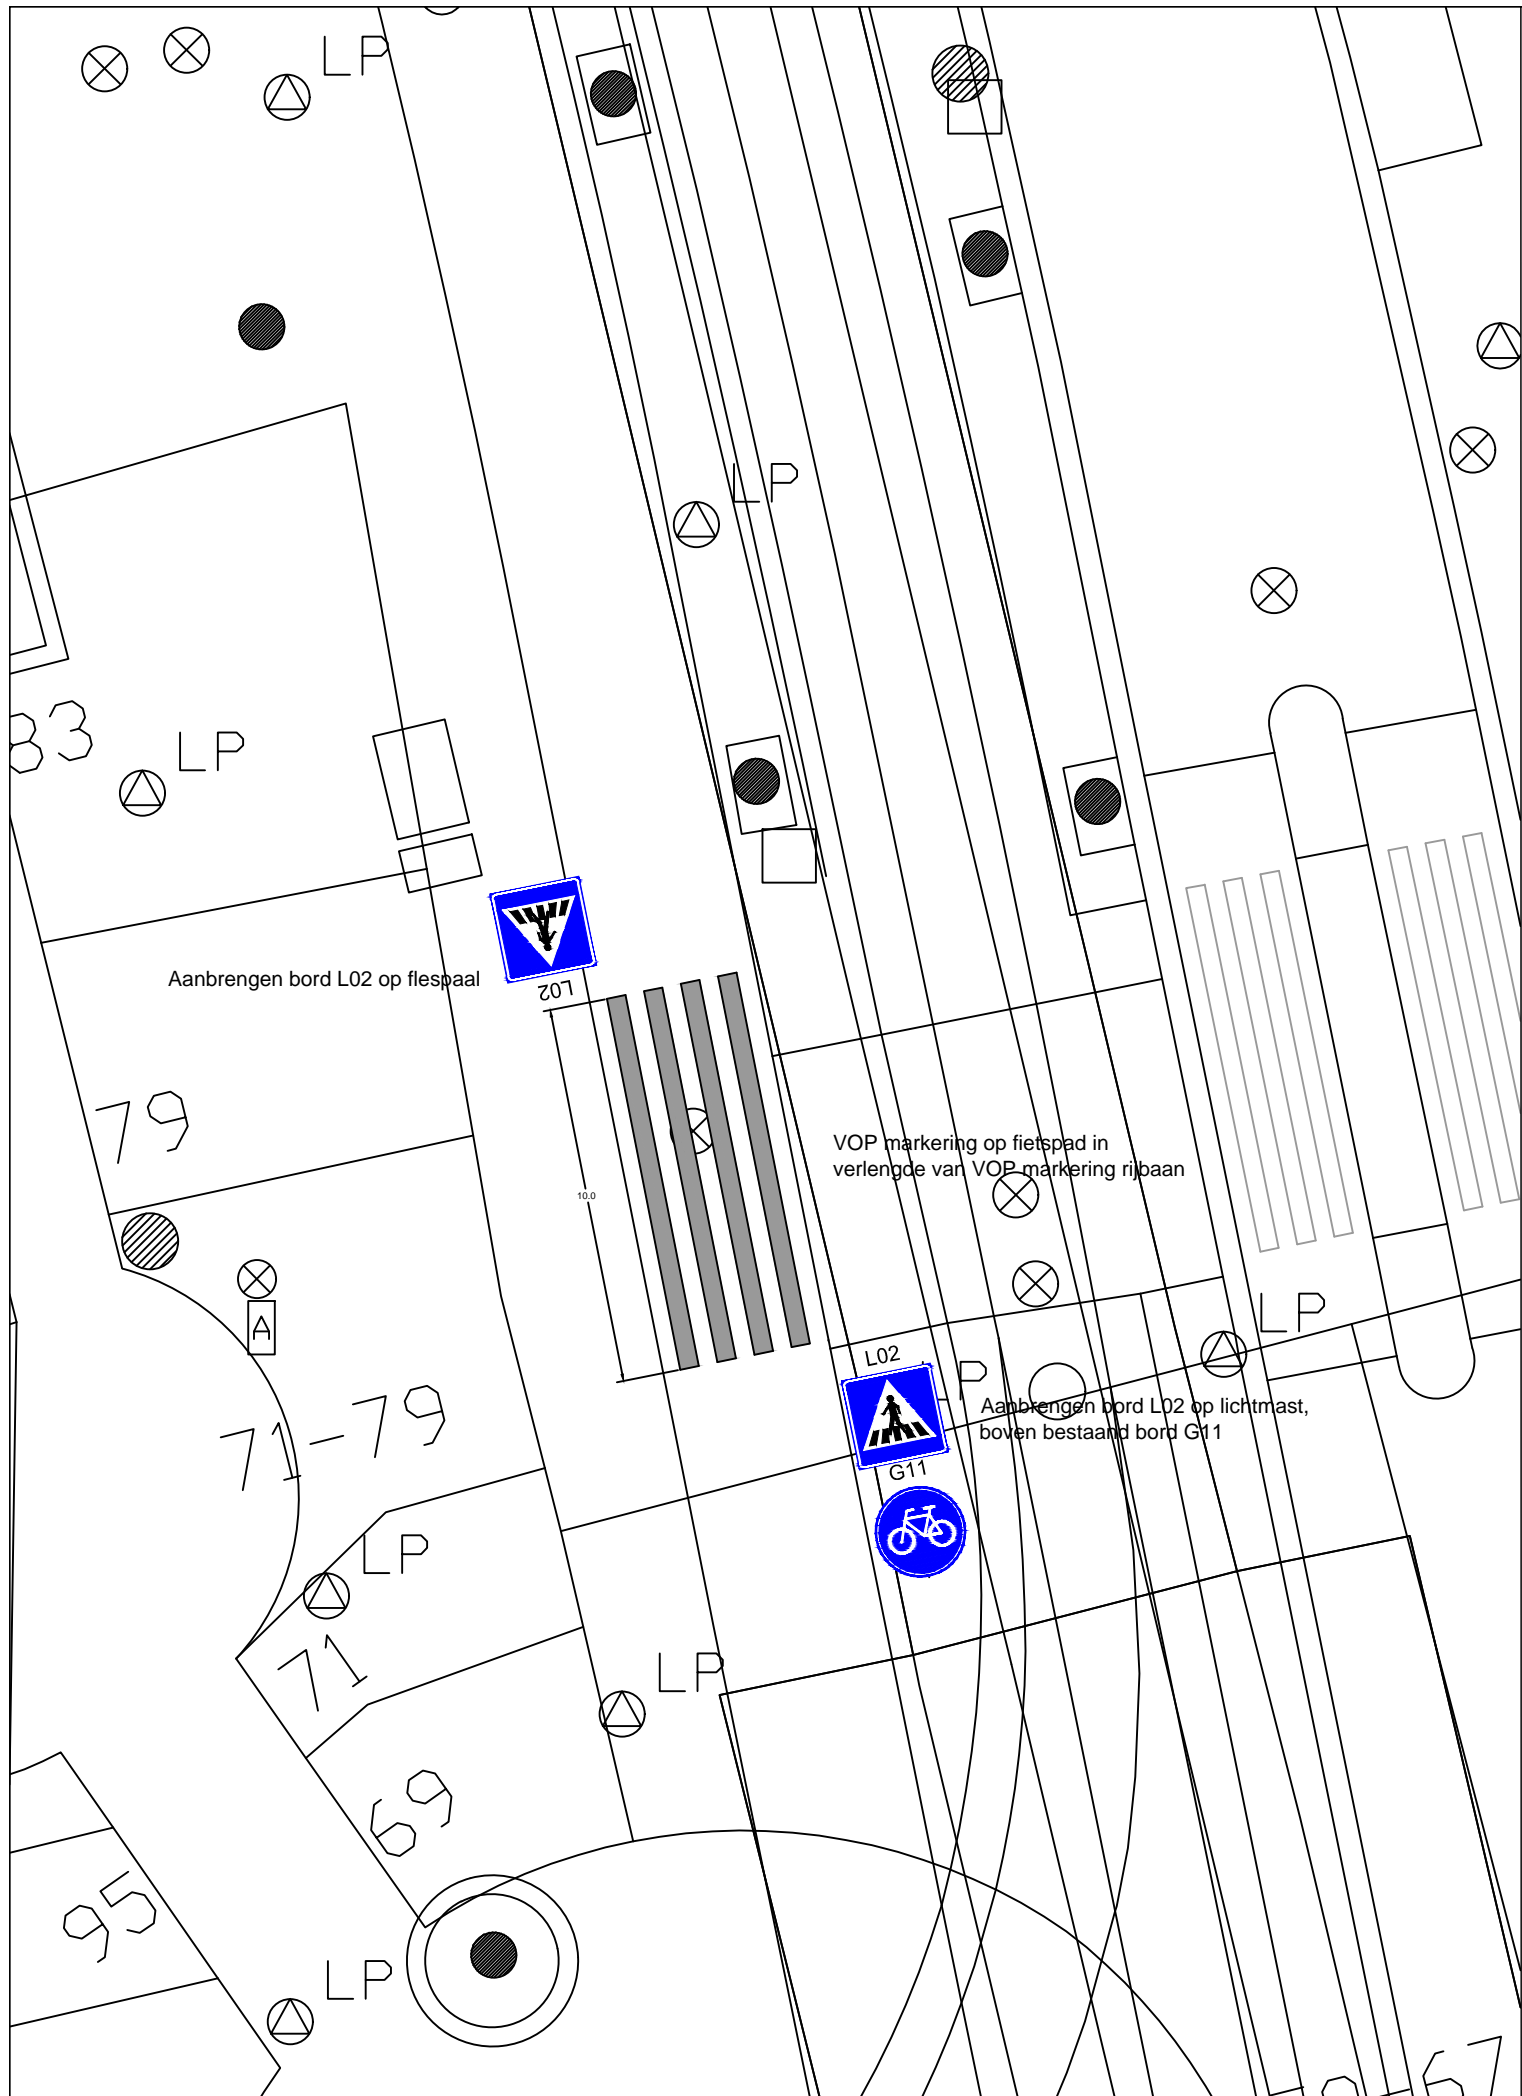 LP
LP
83
LP
Aanbrengen bord L02 op flespaal
L02
79
10.0
VOP markering op fietspad in
verlengde van VOP markering rijbaan
A
LP
L02
LP
Aanbrengen bord L02 op lichtmast,
boven bestaand bord G11
71-79
G11
LP
71
LP
69
95
LP
67